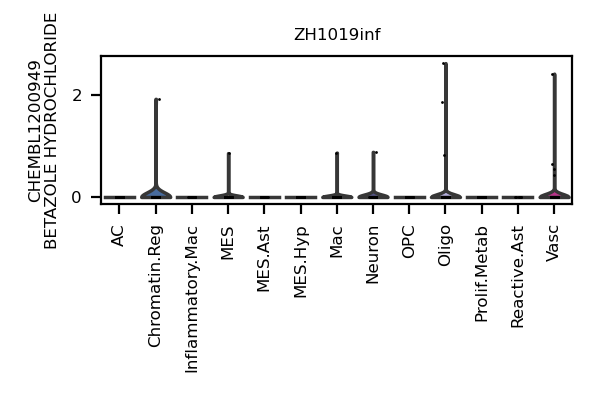 ZH1019inf
CHEMBL1200949
BETAZOLE HYDROCHLORIDE
2
0
AC
Chromatin.Reg
Inflammatory.Mac
MES
MES.Ast
MES.Hyp
Mac
Neuron
OPC
Oligo
Prolif.Metab
Reactive.Ast
Vasc